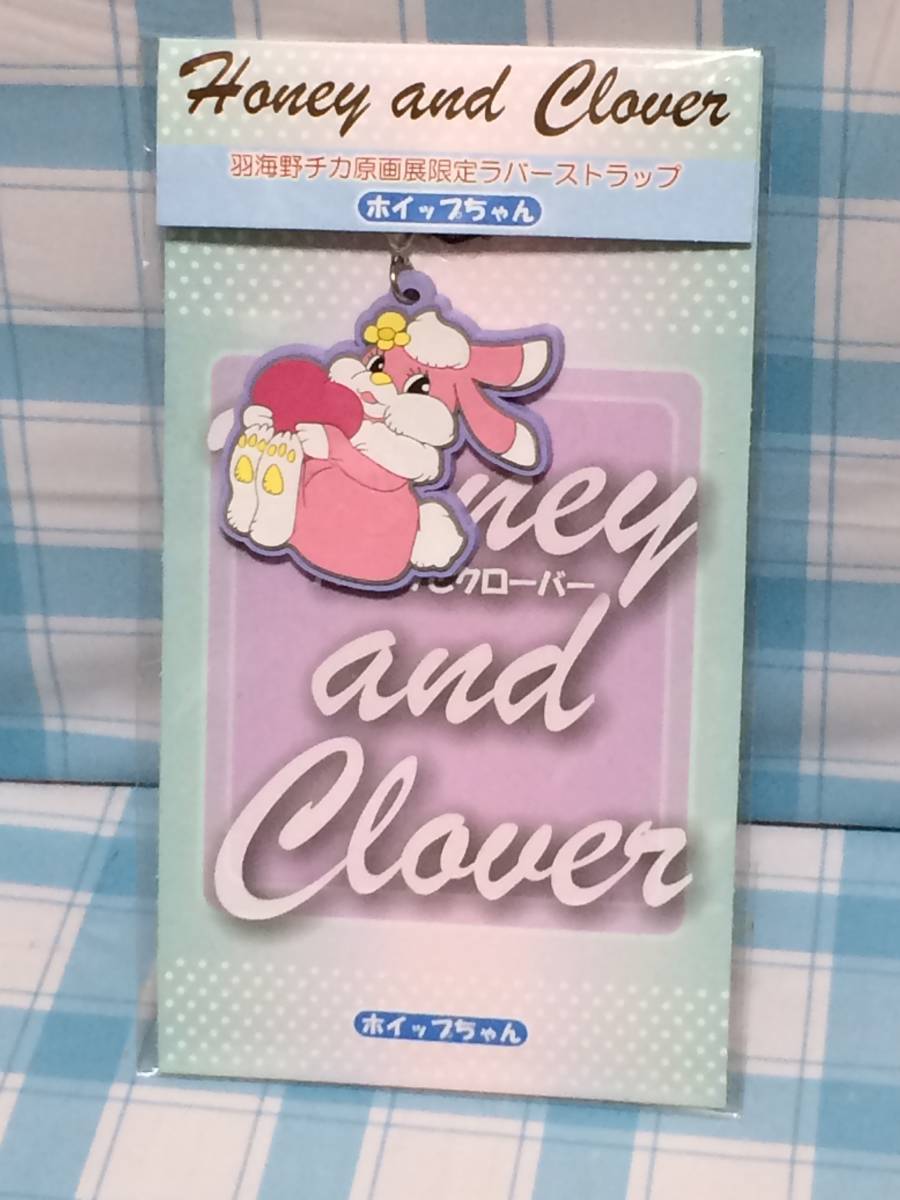 Honey and Clover
羽海野チカ原画展限定ラバーストラップ
ホイップちゃん
ney
とクローバー
and
Clover
ホイップちゃん